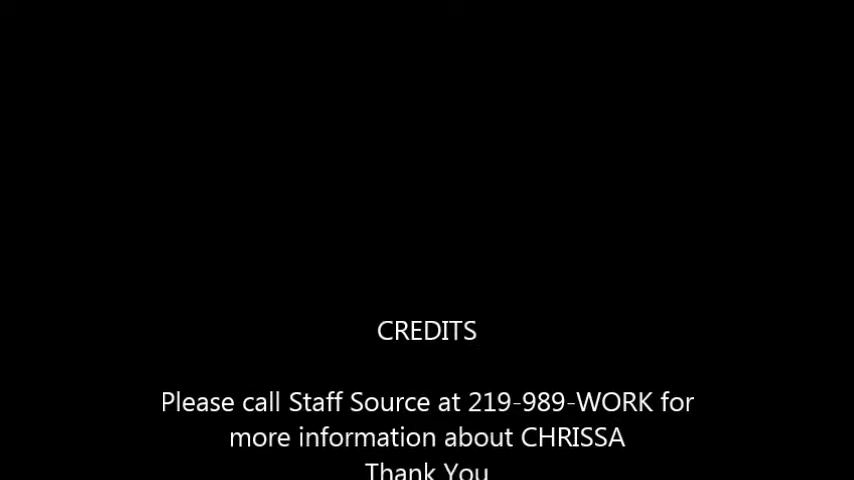 CREDITS
Please call Staff Source at 219-989-WORK for
more information about CHRISSA
Thank You